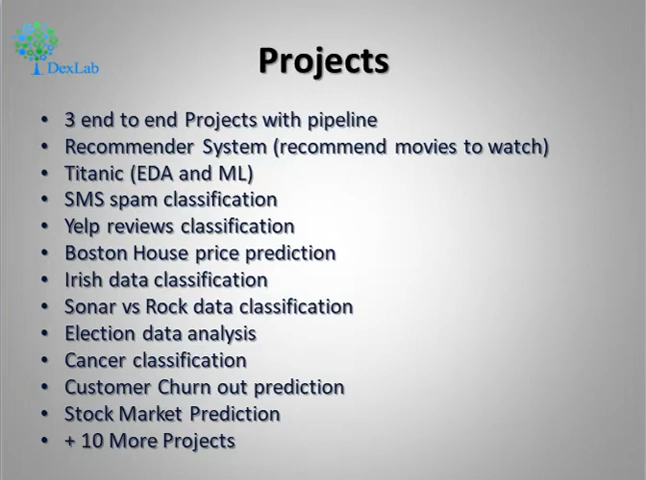 DexLab
Projects
• 3 end to end Projects with pipeline
• Recommender System (recommend movies to watch)
• Titanic (EDA and ML)
• SMS spam classification
• Yelp reviews classification
• Boston House price prediction
• Irish data classification
• Sonar vs Rock data classification
• Election data analysis
• Cancer classification
• Customer Churn out prediction
• Stock Market Prediction
• + 10 More Projects